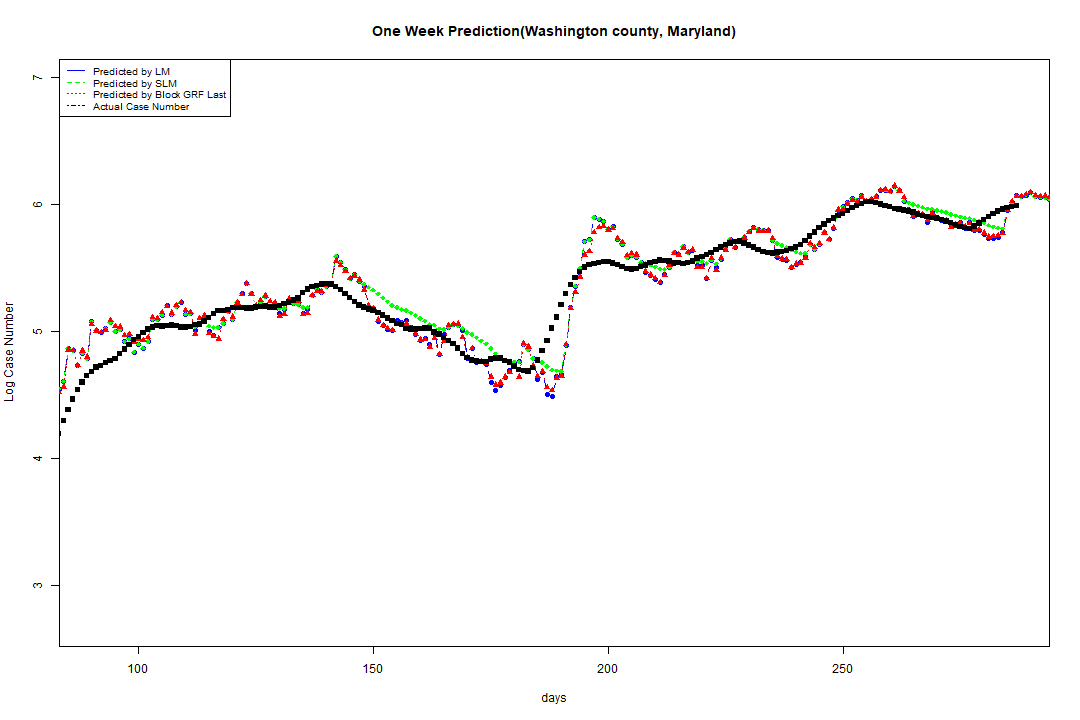 One Week Prediction(Washington county, Maryland)
Predicted by LM
Predicted by SLM
Predicted by Block GRF Last
Actual Case Number
7
6
5
4
3
Log Case Number
100
150
200
250
days